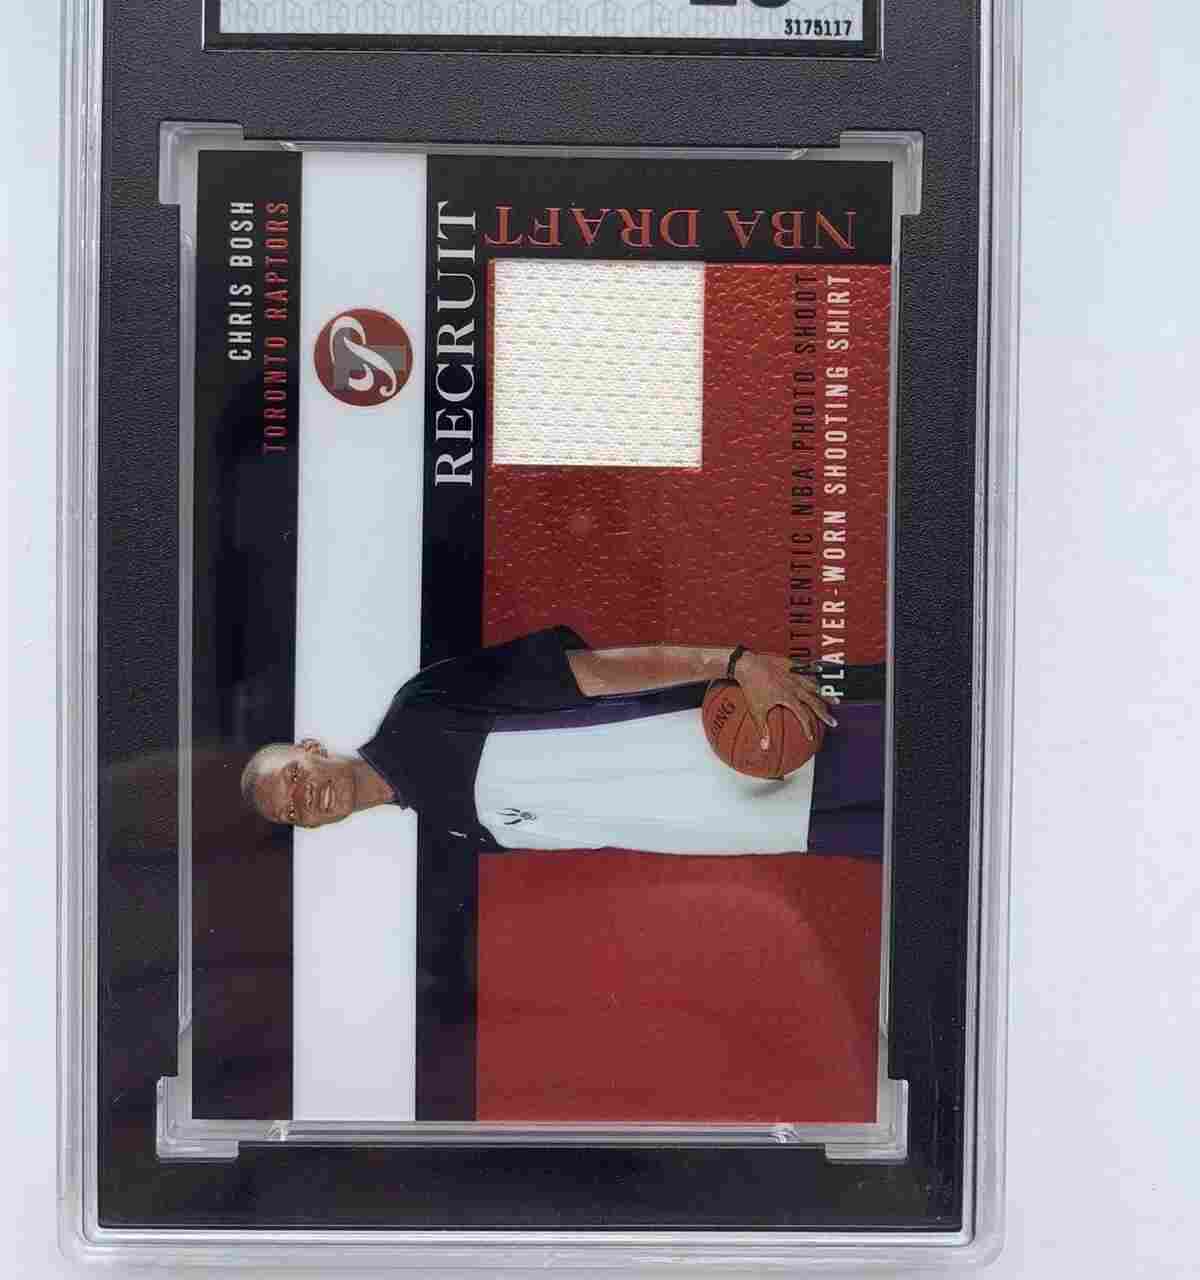 3175117
CHRIS BOSH
TORONTO RAPTORS
RECRUIT
NBA DRAFT
AUTHENTIC NBA PHOTO SHOOT
PLAYER-WORN SHOOTING SHIRT